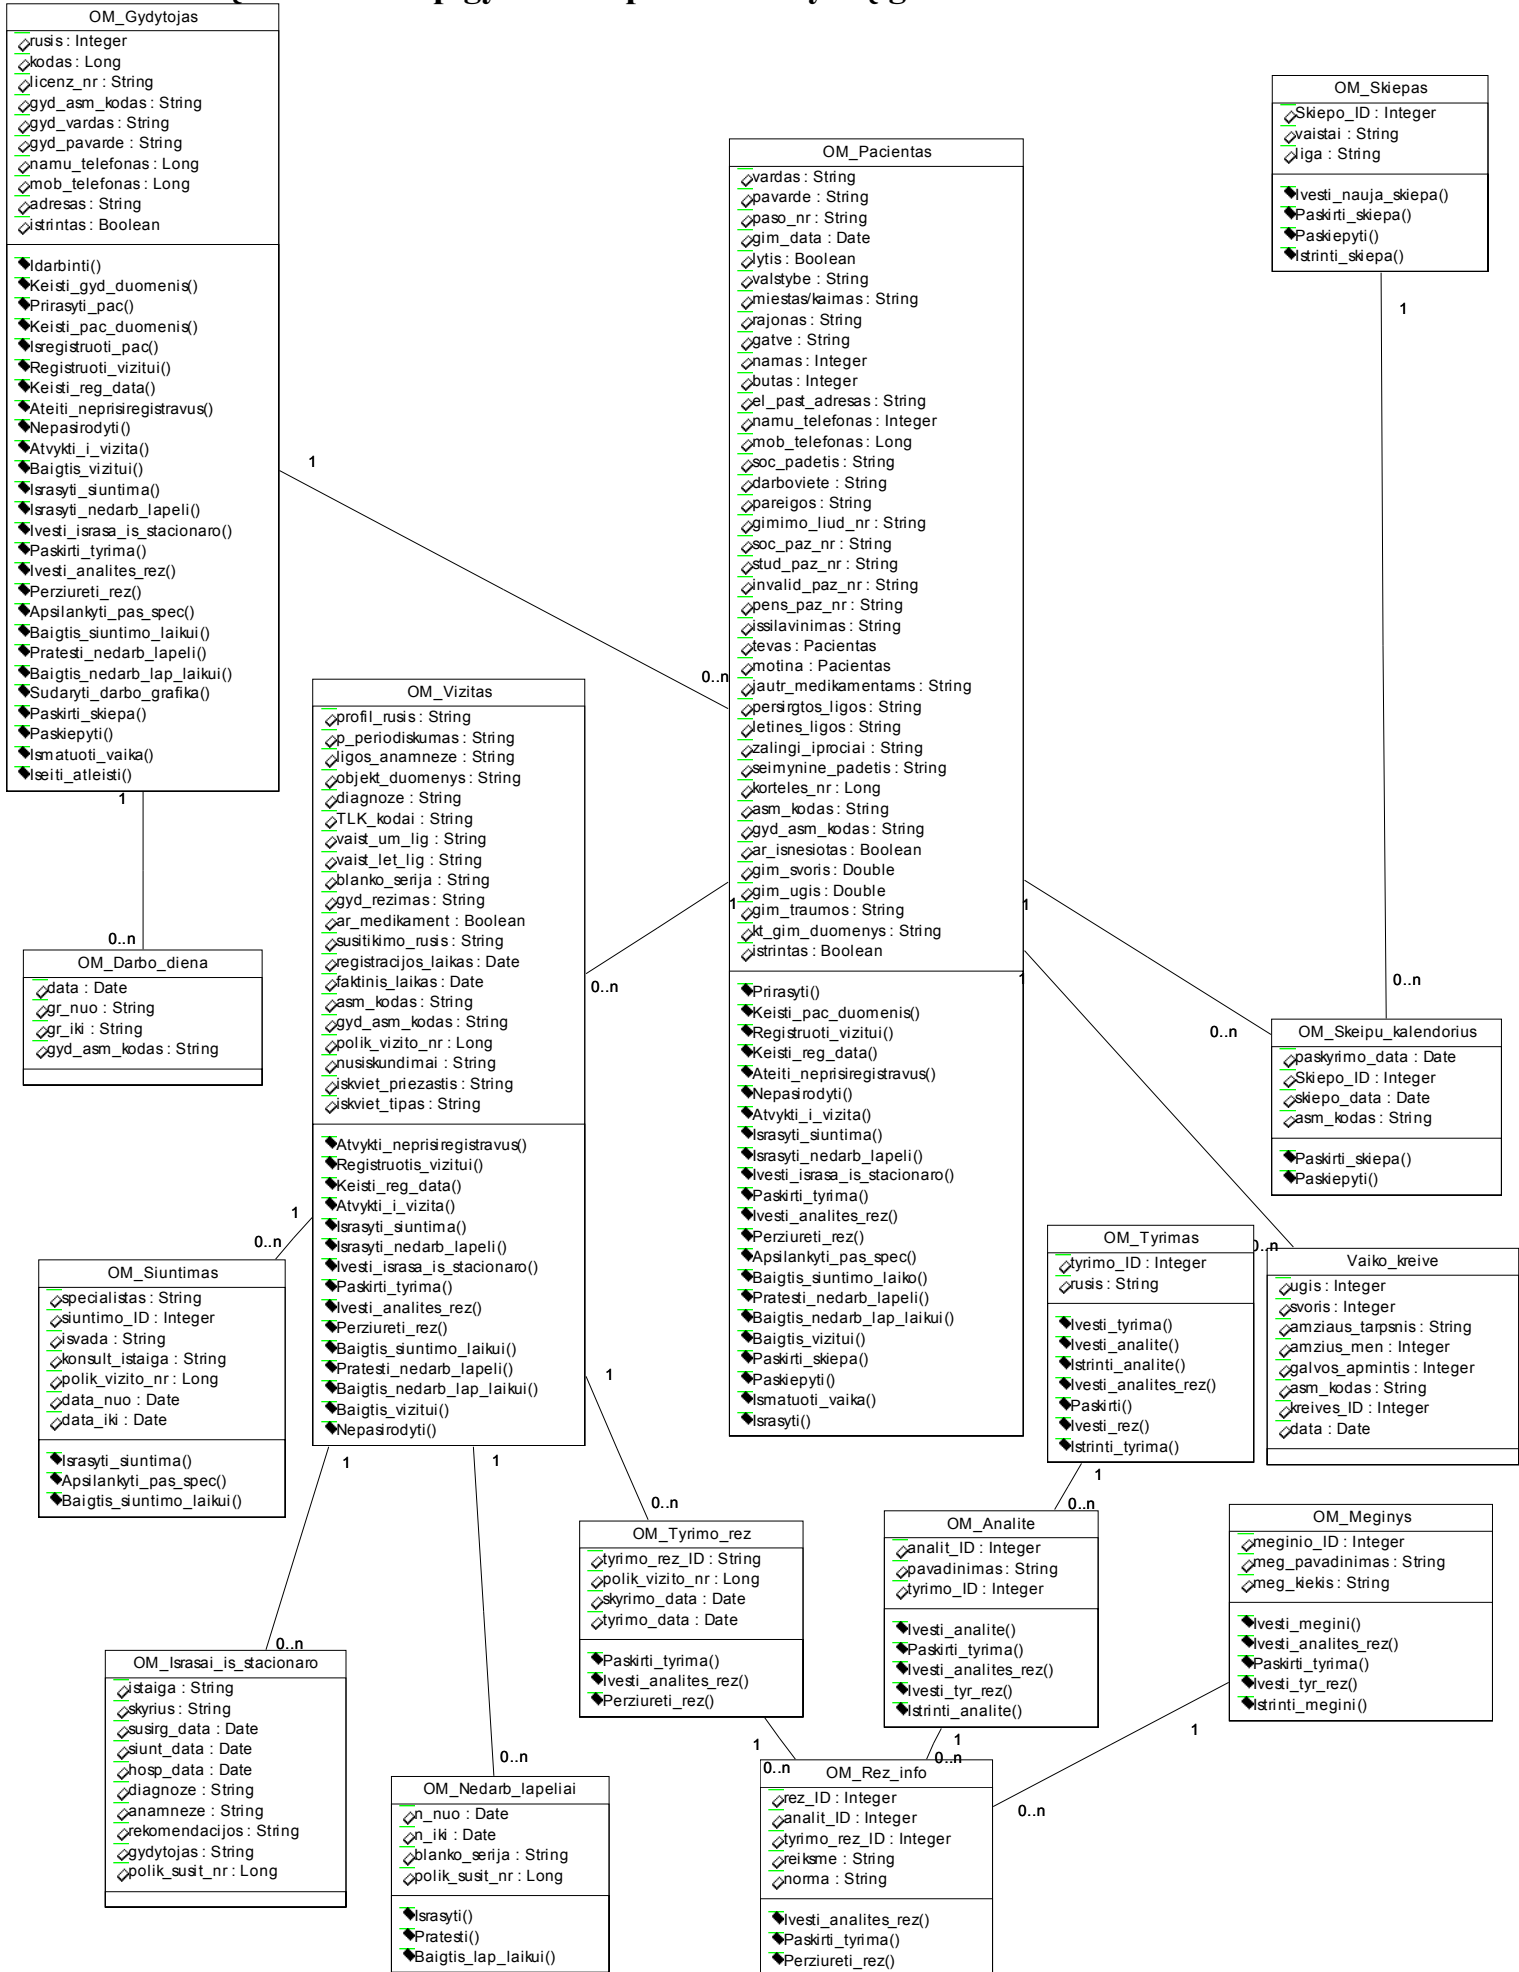 OM_Gydytojas
rusis : Integer
kodas : Long
licenz_nr : String
gyd_asm_kodas : String
gyd_vardas : String
gyd_pavarde : String
namu_telefonas : Long
mob_telefonas : Long
adresas : String
istrintas : Boolean
Idarbinti()
Keisti_gyd_duomenis()
Prirasyti_pac()
Keisti_pac_duomenis()
Isregistruoti_pac()
Registruoti_vizitui()
Keisti_reg_data()
Ateiti_neprisiregistravus()
Nepasirodyti()
Atvykti_i_vizita()
Baigtis_vizitui()
Israsyti_siuntima()
Israsyti_nedarb_lapeli()
Ivesti_israsa_is_stacionaro()
Paskirti_tyrima()
Ivesti_analites_rez()
Perziureti_rez()
Apsilankyti_pas_spec()
Baigtis_siuntimo_laikui()
Pratesti_nedarb_lapeli()
Baigtis_nedarb_lap_laikui()
Sudaryti_darbo_grafika()
Paskirti_skiepa()
Paskiepyti()
Ismatuoti_vaika()
Iseiti_atleisti()
1
0..n
1
0..n
OM_Darbo_diena
data : Date
gr_nuo : String
gr_iki : String
gyd_asm_kodas : String
OM_Pacientas
vardas : String
pavarde : String
paso_nr : String
gim_data : Date
lytis : Boolean
valstybe : String
miestas/kaimas : String
rajonas : String
gatve : String
namas : Integer
butas : Integer
el_past_adresas : String
namu_telefonas : Integer
mob_telefonas : Long
soc_padetis : String
darboviete : String
pareigos : String
gimimo_liud_nr : String
soc_paz_nr : String
stud_paz_nr : String
invalid_paz_nr : String
pens_paz_nr : String
issilavinimas : String
tevas : Pacientas
motina : Pacientas
jautr_medikamentams : String
persirgtos_ligos : String
letines_ligos : String
zalingi_iprociai : String
seimynine_padetis : String
korteles_nr : Long
asm_kodas : String
gyd_asm_kodas : String
ar_isnesiotas : Boolean
gim_svoris : Double
gim_ugis : Double
gim_traumos : String
kt_gim_duomenys : String
istrintas : Boolean
Prirasyti()
Keisti_pac_duomenis()
Registruoti_vizitui()
Keisti_reg_data()
Ateiti_neprisiregistravus()
Nepasirodyti()
Atvykti_i_vizita()
Israsyti_siuntima()
Israsyti_nedarb_lapeli()
Ivesti_israsa_is_stacionaro()
Paskirti_tyrima()
Ivesti_analites_rez()
Perziureti_rez()
Apsilankyti_pas_spec()
Baigtis_siuntimo_laiko()
Pratesti_nedarb_lapeli()
Baigtis_nedarb_lap_laikui()
Baigtis_vizitui()
Paskirti_skiepa()
Paskiepyti()
Ismatuoti_vaika()
Israsyti()
1
0..n
1
0..n
1
0..n
OM_Skiepas
Skiepo_ID : Integer
vaistai : String
liga : String
Ivesti_nauja_skiepa()
Paskirti_skiepa()
Paskiepyti()
Istrinti_skiepa()
1
0..n
OM_Skeipu_kalendorius
paskyrimo_data : Date
Skiepo_ID : Integer
skiepo_data : Date
asm_kodas : String
Paskirti_skiepa()
Paskiepyti()
OM_Vizitas
profil_rusis : String
p_periodiskumas : String
ligos_anamneze : String
objekt_duomenys : String
diagnoze : String
TLK_kodai : String
vaist_um_lig : String
vaist_let_lig : String
blanko_serija : String
gyd_rezimas : String
ar_medikament : Boolean
susitikimo_rusis : String
registracijos_laikas : Date
faktinis_laikas : Date
asm_kodas : String
gyd_asm_kodas : String
polik_vizito_nr : Long
nusiskundimai : String
iskviet_priezastis : String
iskviet_tipas : String
Atvykti_neprisiregistravus()
Registruotis_vizitui()
Keisti_reg_data()
Atvykti_i_vizita()
Israsyti_siuntima()
Israsyti_nedarb_lapeli()
Ivesti_israsa_is_stacionaro()
Paskirti_tyrima()
Ivesti_analites_rez()
Perziureti_rez()
Baigtis_siuntimo_laikui()
Pratesti_nedarb_lapeli()
Baigtis_nedarb_lap_laikui()
Baigtis_vizitui()
Nepasirodyti()
1
0..n
1
0..n
1
0..n
1
0..n
OM_Siuntimas
specialistas : String
siuntimo_ID : Integer
isvada : String
konsult_istaiga : String
polik_vizito_nr : Long
data_nuo : Date
data_iki : Date
Israsyti_siuntima()
Apsilankyti_pas_spec()
Baigtis_siuntimo_laikui()
OM_Tyrimas
tyrimo_ID : Integer
rusis : String
Ivesti_tyrima()
Ivesti_analite()
Istrinti_analite()
Ivesti_analites_rez()
Paskirti()
Ivesti_rez()
Istrinti_tyrima()
1
0..n
Vaiko_kreive
ugis : Integer
svoris : Integer
amziaus_tarpsnis : String
amzius_men : Integer
galvos_apmintis : Integer
asm_kodas : String
kreives_ID : Integer
data : Date
OM_Tyrimo_rez
tyrimo_rez_ID : String
polik_vizito_nr : Long
skyrimo_data : Date
tyrimo_data : Date
Paskirti_tyrima()
Ivesti_analites_rez()
Perziureti_rez()
1
0..n
OM_Analite
analit_ID : Integer
pavadinimas : String
tyrimo_ID : Integer
Ivesti_analite()
Paskirti_tyrima()
Ivesti_analites_rez()
Ivesti_tyr_rez()
Istrinti_analite()
1
0..n
OM_Meginys
meginio_ID : Integer
meg_pavadinimas : String
meg_kiekis : String
Ivesti_megini()
Ivesti_analites_rez()
Paskirti_tyrima()
Ivesti_tyr_rez()
Istrinti_megini()
1
0..n
OM_Israsai_is_stacionaro
istaiga : String
skyrius : String
susirg_data : Date
siunt_data : Date
hosp_data : Date
diagnoze : String
anamneze : String
rekomendacijos : String
gydytojas : String
polik_susit_nr : Long
OM_Nedarb_lapeliai
n_nuo : Date
n_iki : Date
blanko_serija : String
polik_susit_nr : Long
Israsyti()
Pratesti()
Baigtis_lap_laikui()
OM_Rez_info
rez_ID : Integer
analit_ID : Integer
tyrimo_rez_ID : Integer
reiksme : String
norma : String
Ivesti_analites_rez()
Paskirti_tyrima()
Perziureti_rez()